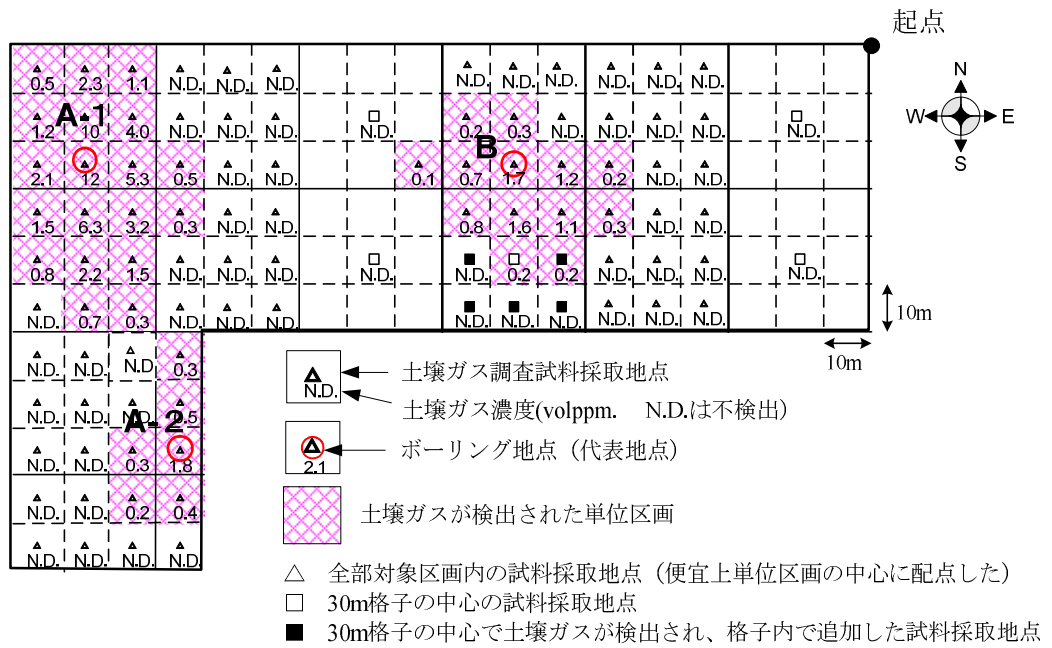 起点
N
W E
S
0.5 2.3 1.1 N.D. N.D. N.D. N.D. N.D. N.D. N.D. N.D. N.D.
A-1
1.2 10 4.0 N.D. N.D. N.D. N.D. 0.2 0.3 N.D. N.D. N.D. N.D. N.D.
B
2.1 12 5.3 0.5 N.D. N.D. 0.1 0.7 1.7 1.2 0.2 N.D. N.D.
1.5 6.3 3.2 0.3 N.D. N.D. 0.8 1.6 1.1 0.3 N.D. N.D.
0.8 2.2 1.5 N.D. N.D. N.D. N.D. N.D. 0.2 0.2 N.D. N.D. N.D. N.D.
N.D. 0.7 0.3 N.D. N.D. N.D. N.D. N.D. N.D. N.D. N.D. N.D.
10m
10m
N.D. N.D. N.D 0.3
N.D. N.D. N.D.
A-2
N.D. N.D. 0.3 1.8
N.D. N.D. 0.2 0.4
N.D. N.D. N.D. N.D.
土壌ガス調査試料採取地点
N.D. 土壌ガス濃度(volppm. N.D.は不検出）
ボーリング地点（代表地点）
2.1
土壌ガスが検出された単位区画
△ 全部対象区画内の試料採取地点（便宜上単位区画の中心に配点した）
□ 30m格子の中心の試料採取地点
■ 30m格子の中心で土壌ガスが検出され、格子内で追加した試料採取地点